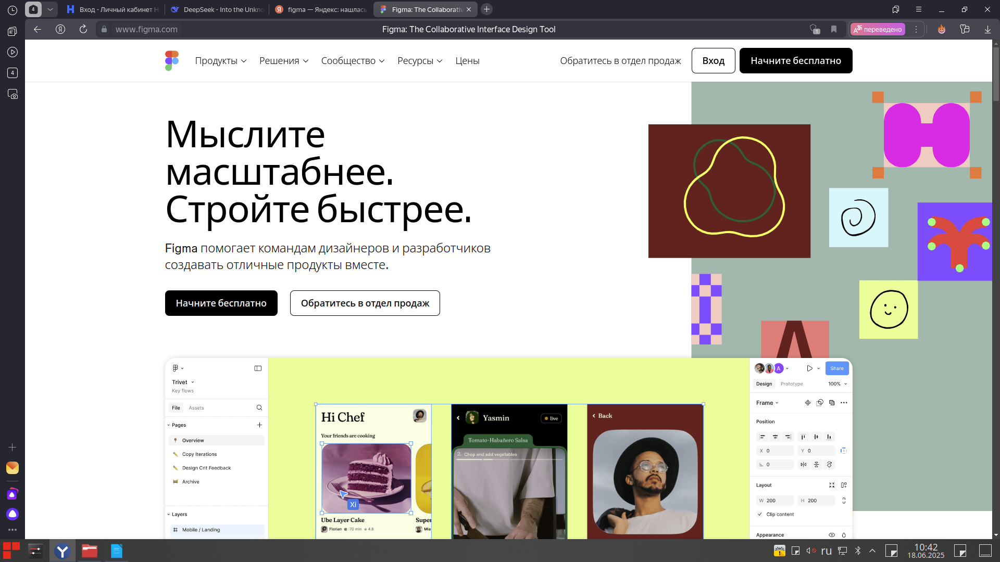 4
Вход - Личный кабинет
DeepSeek - Into the Unkno
figma — Яндекс: нашлась
Figma: The Collaborativ
www.figma.com
Figma: The Collaborative Interface Design Tool
1
переведено
4
Продукты
Решения
Сообщество
Ресурсы
Цены
Обратитесь в отдел продаж
Вход
Начните бесплатно
Мыслите
масштабнее.
Стройте быстрее.
Figma помогает командам дизайнеров и разработчиков
создавать отличные продукты вместе.
Начните бесплатно
Обратитесь в отдел продаж
Trivet
Key flows
File
Assets
Pages
Overview
Copy Iterations
Design Crit Feedback
Archive
Layers
Mobile / Landing
Hi Chef
Your friends are cooking
Xi
Ube Layer Cake
Florian
:70 min
4.8
Super
Mia
Yasmin
live
Tomato-Habañero Salsa
2. Chop and add vegetables
Back
A
Share
Design
Prototype
100%
Frame
Position
X 0
Y 0
0
Layout
W 200
H 200
Clip content
Appearance
ru
10:42
18.06.2025